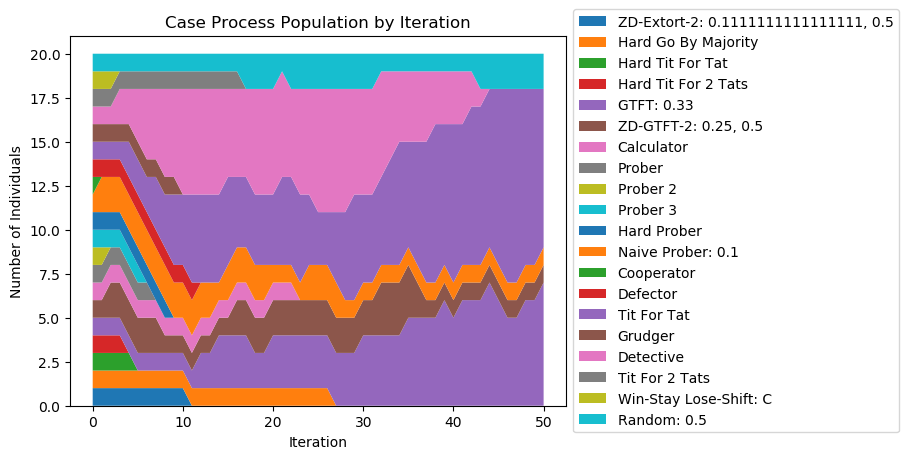 Case Process Population by Iteration
20.0
17.5
15.0
12.5
10.0
7.5
5.0
2.5
0.0
Number of Individuals
0 10 20 30 40 50
Iteration
ZD-Extort-2: 0.1111111111111111, 0.5
Hard Go By Majority
Hard Tit For Tat
Hard Tit For 2 Tats
GTFT: 0.33
ZD-GTFT-2: 0.25, 0.5
Calculator
Prober
Prober 2
Prober 3
Hard Prober
Naive Prober: 0.1
Cooperator
Defector
Tit For Tat
Grudger
Detective
Tit For 2 Tats
Win-Stay Lose-Shift: C
Random: 0.5